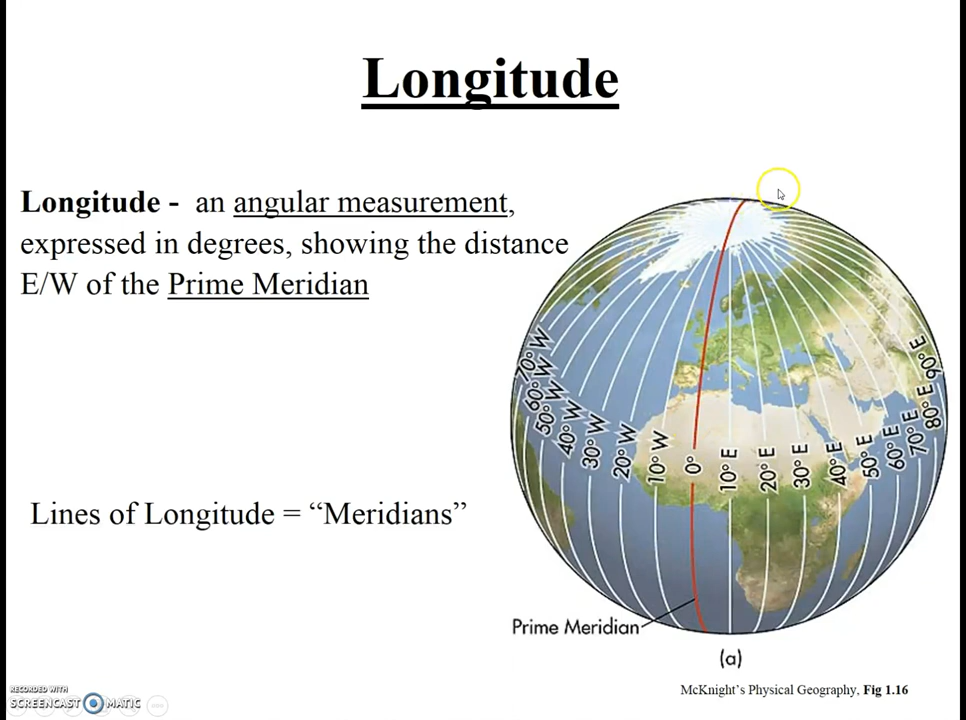 Longitude
Longitude - an angular measurement,
expressed in degrees, showing the distance
E/W of the Prime Meridian
70° W
60° W
50° W
40° W
30° W
20° W
10° W
0°
10° E
20° E
30° E
40° E
50° E
60° E
70° E
80° E
90° E
Lines of Longitude = “Meridians”
Prime Meridian
(a)
McKnight's Physical Geography, Fig 1.16
RECORDED WITH
SCREENCAST MATIC